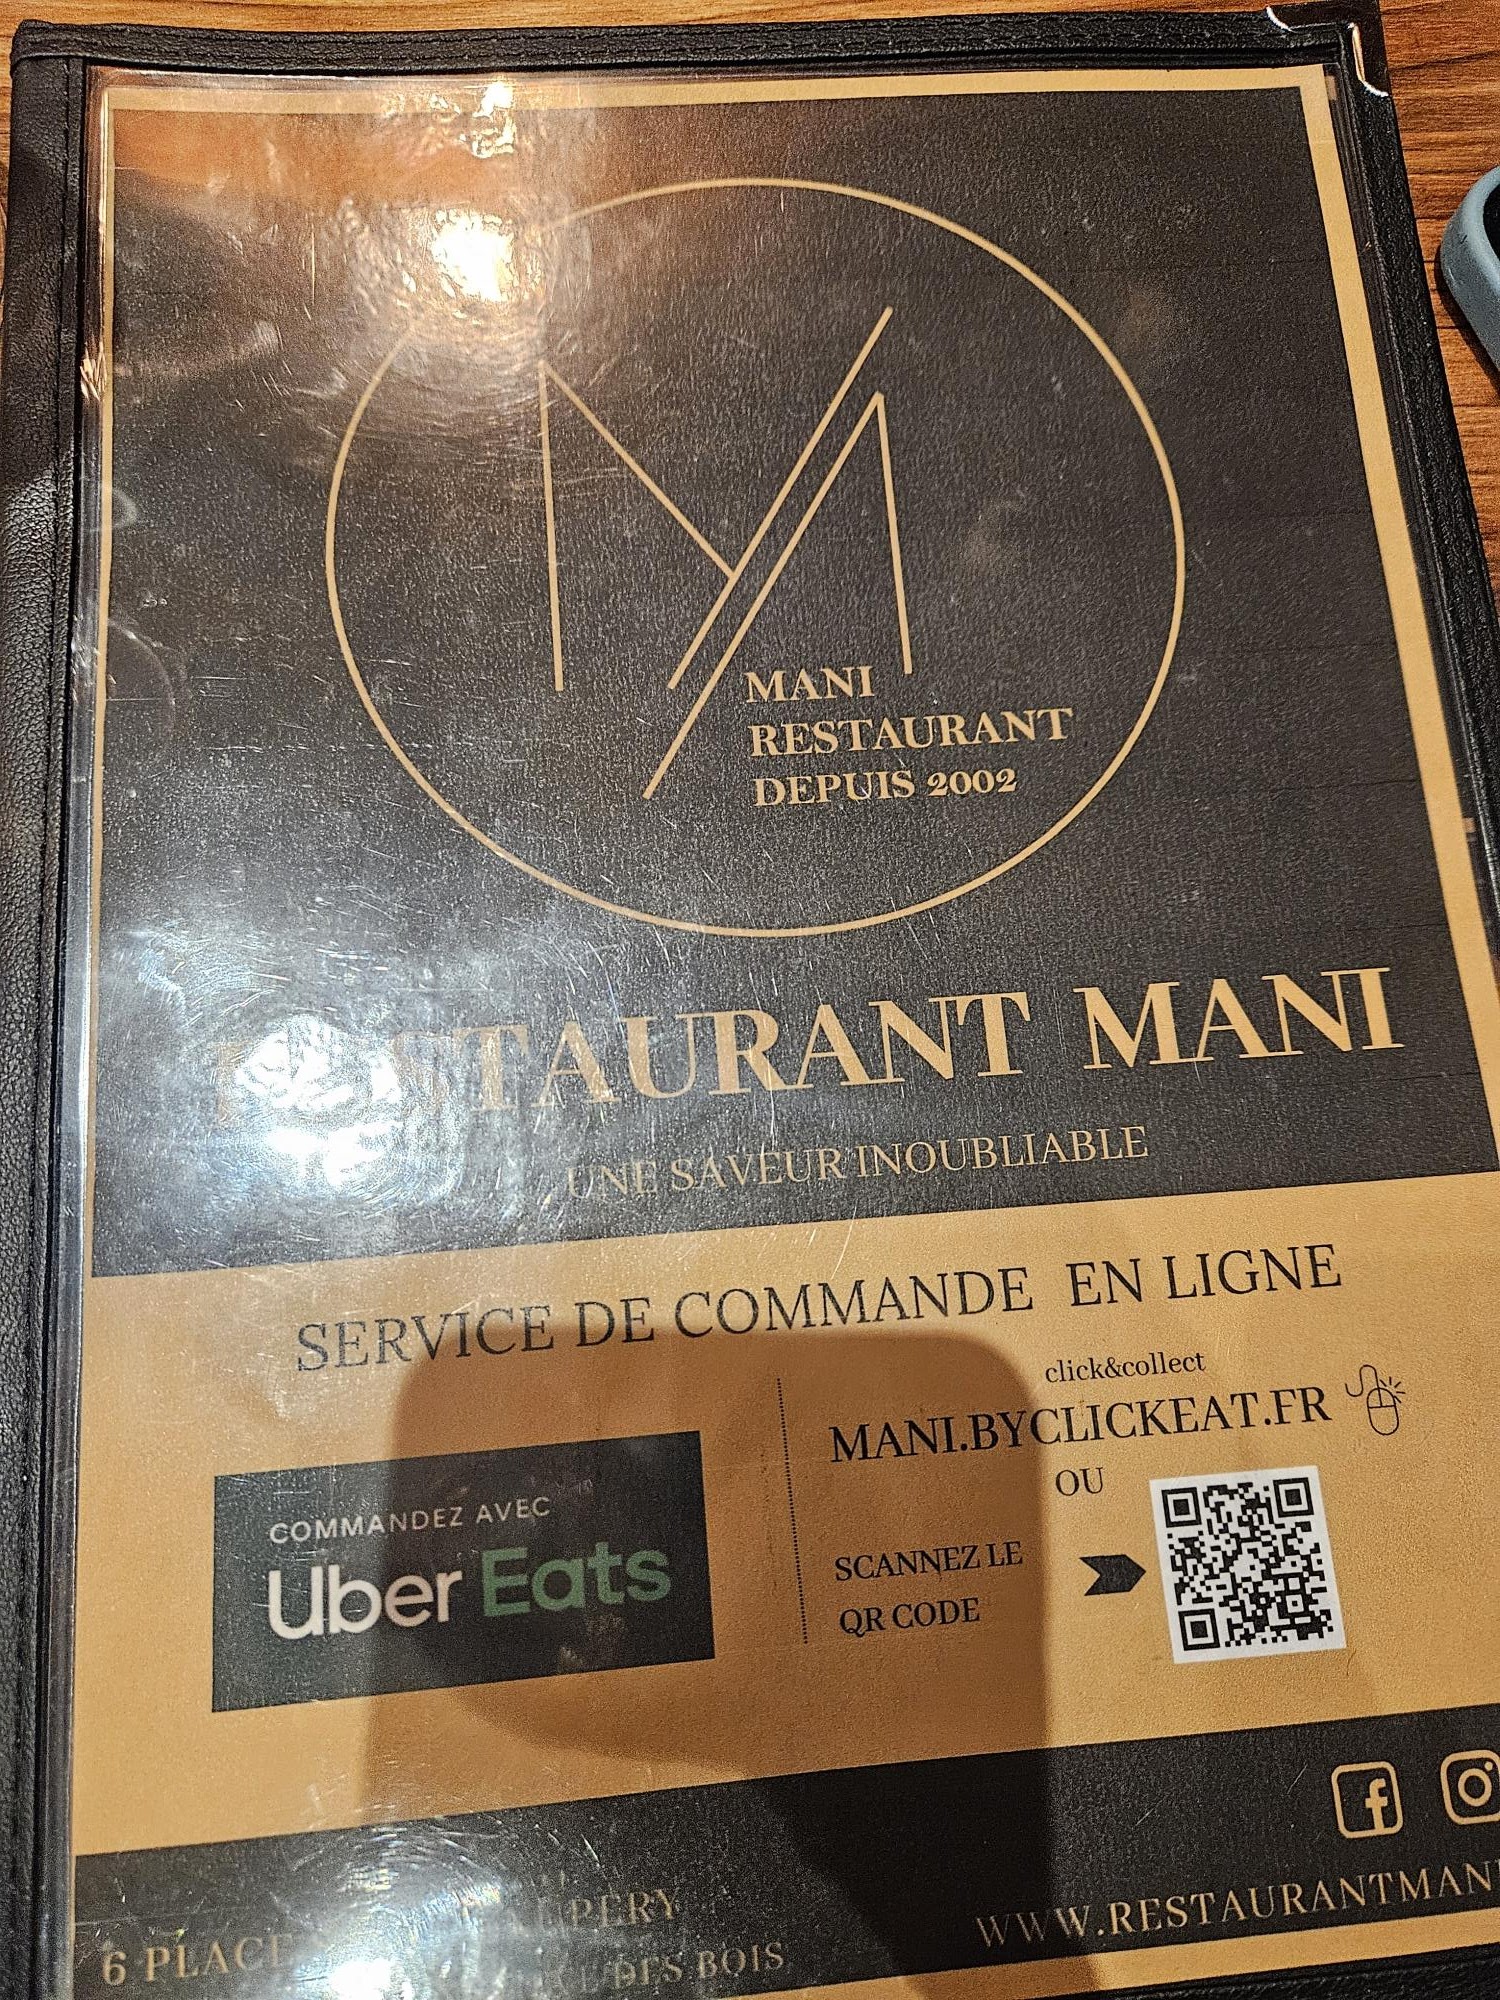 MANI
RESTAURANT
DEPUIS 2002
RESTAURANT MANI
UNE SAVEUR INOUBLIABLE
SERVICE DE COMMANDE EN LIGNE
COMMANDEZ AVEC
Uber Eats
click&collect
MANI.BYCLICKEAT.FR
OU
SCANNEZ LE
QR CODE
6 PLACE
DES BOIS
WWW.RESTAURANTMAN